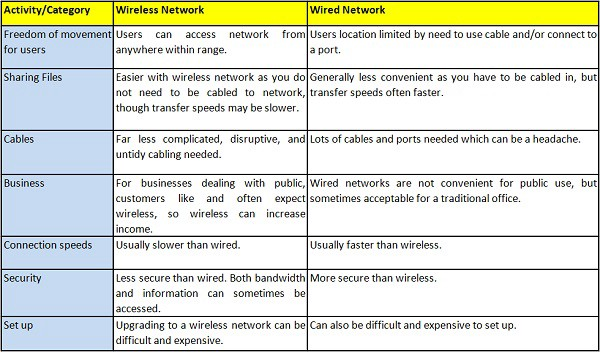 Activity/Category Wireless Network Wired Network
Freedom of movement for users
Users can access network from anywhere within range.
Users location limited by need to use cable and/or connect to a port.
Sharing Files
Easier with wireless network as you do not need to be cabled to network, though transfer speeds may be slower.
Generally less convenient as you have to be cabled in, but transfer speeds often faster.
Cables
Far less complicated, disruptive, and untidy cabling needed.
Lots of cables and ports needed which can be a headache.
Business
For businesses dealing with public, customers like and often expect wireless, so wireless can increase income.
Wired networks are not convenient for public use, but sometimes acceptable for a traditional office.
Connection speeds
Usually slower than wired.
Usually faster than wireless.
Security
Less secure than wired. Both bandwidth and information can sometimes be accessed.
More secure than wireless.
Set up
Upgrading to a wireless network can be difficult and expensive.
Can also be difficult and expensive to set up.